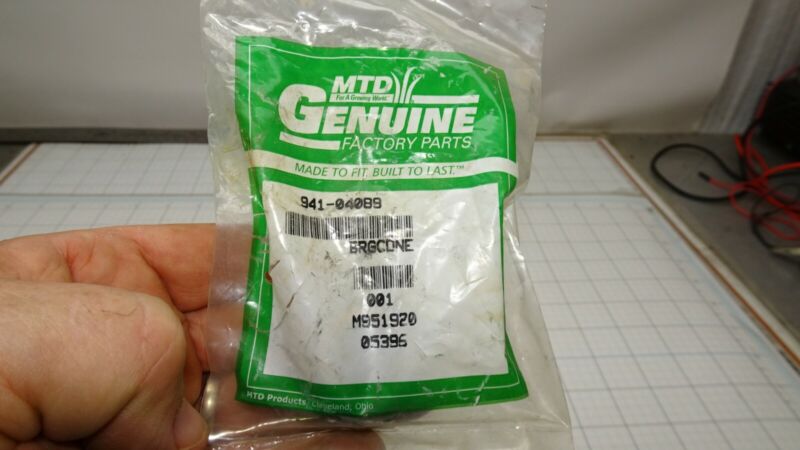 MTD
For A Growing World.
GENUINE
FACTORY PARTS
MADE TO FIT. BUILT TO LAST.™
941-04089
BRGCONE
001
M951920
05396
MTD Products, Cleveland, Ohio